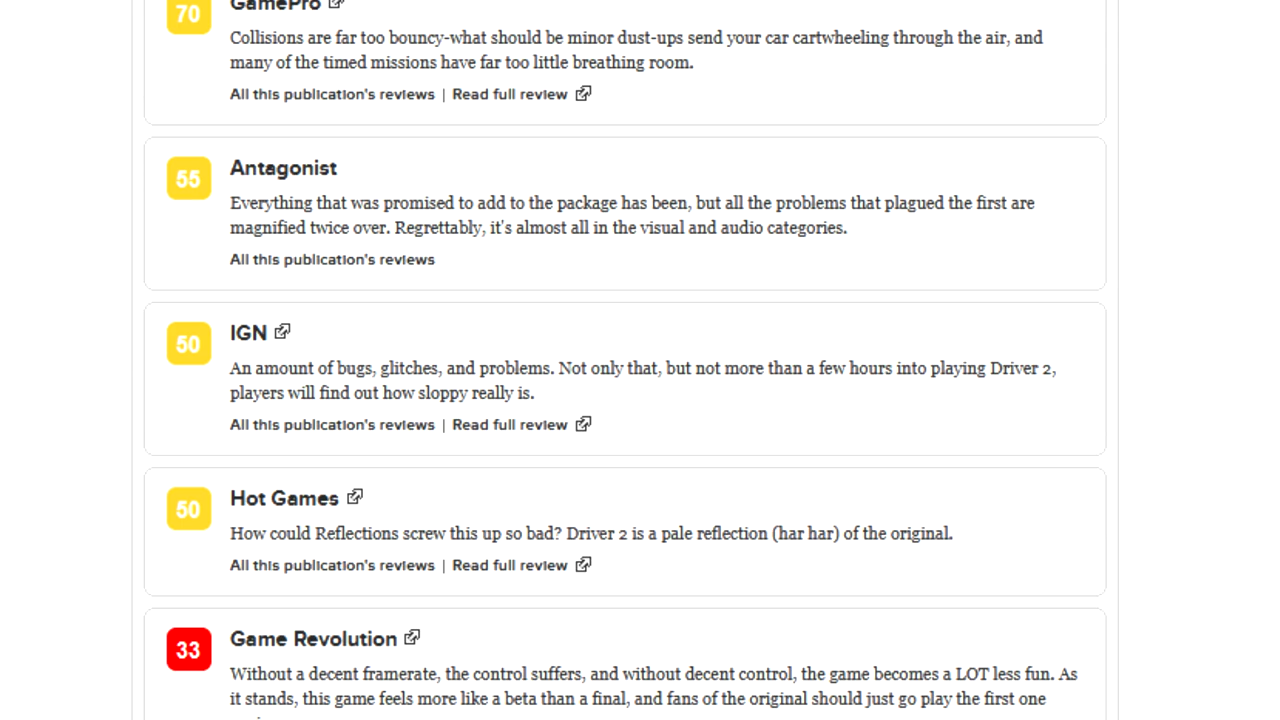 70
GamePro
Collisions are far too bouncy-what should be minor dust-ups send your car cartwheeling through the air, and
many of the timed missions have far too little breathing room.
All this publication's reviews | Read full review
55
Antagonist
Everything that was promised to add to the package has been, but all the problems that plagued the first are
magnified twice over. Regrettably, it's almost all in the visual and audio categories.
All this publication's reviews
50
IGN
An amount of bugs, glitches, and problems. Not only that, but not more than a few hours into playing Driver 2,
players will find out how sloppy really is.
All this publication's reviews | Read full review
50
Hot Games
How could Reflections screw this up so bad? Driver 2 is a pale reflection (har har) of the original.
All this publication's reviews | Read full review
33
Game Revolution
Without a decent framerate, the control suffers, and without decent control, the game becomes a LOT less fun. As
it stands, this game feels more like a beta than a final, and fans of the original should just go play the first one